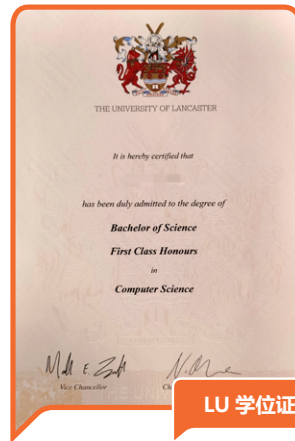 THE UNIVERSITY OF LANCASTER
It is hereby certified that
has been duly admitted to the degree of
Bachelor of Science
First Class Honours
in
Computer Science
Vice Chancellor
LU 学位证